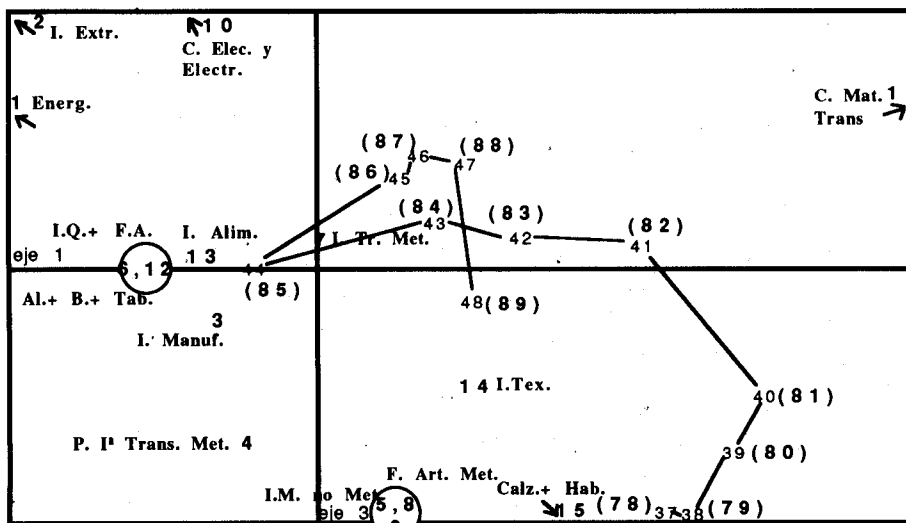 2 I. Extr.
10
C. Elec. y
Electr.
1 Energ.
C. Mat. 1
Trans
(87) 46
47 (88)
(86) 45
(84)
43
(83)
42
(82)
41
I.Q.+ F.A.
I. Alim.
7 I. Tr. Met.
eje 1
13
6,12
44
(85)
Al.+ B.+ Tab.
48(89)
3
I. Manuf.
14 I.Tex.
40(81)
P. Iª Trans. Met. 4
39(80)
F. Art. Met.
I.M. no Met.
5,8
Calz.+ Hab.
eje 3
15 (78) 37 38 (79)